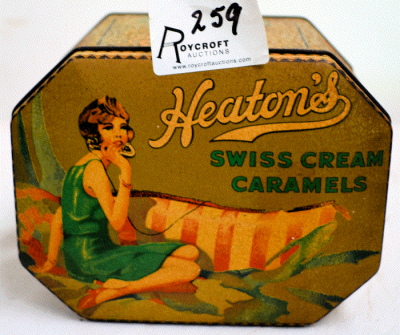 259
ROYCROFT
AUCTIONS
www.roycroftauctions.com
Heaton's
SWISS CREAM
CARAMELS